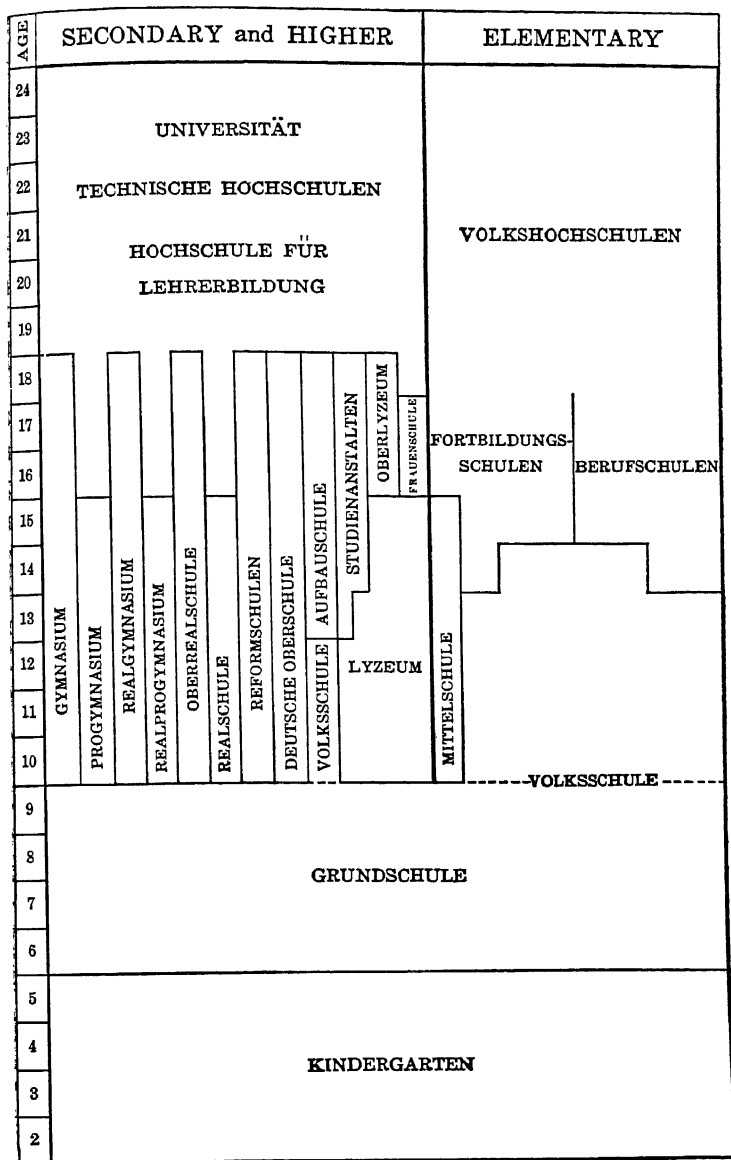 AGE
SECONDARY and HIGHER
ELEMENTARY
24
23
22
21
20
19
18
17
16
15
14
13
12
11
10
9
8
7
6
5
4
3
2
UNIVERSITÄT
TECHNISCHE HOCHSCHULEN
HOCHSCHULE FÜR
LEHRERBILDUNG
VOLKSHOCHSCHULEN
GYMNASIUM
PROGYMNASIUM
REALGYMNASIUM
REALPROGYMNASIUM
OBERREALSCHULE
REALSCHULE
REFORMSCHULEN
DEUTSCHE OBERSCHULE
AUFBAUSCHULE
VOLKSSCHULE
STUDIENANSTALTEN
OBERLYZEUM
FRAUENSCHULE
LYZEUM
MITTELSCHULE
FORTBILDUNGS-
SCHULEN
BERUFSCHULEN
VOLKSSCHULE
GRUNDSCHULE
KINDERGARTEN